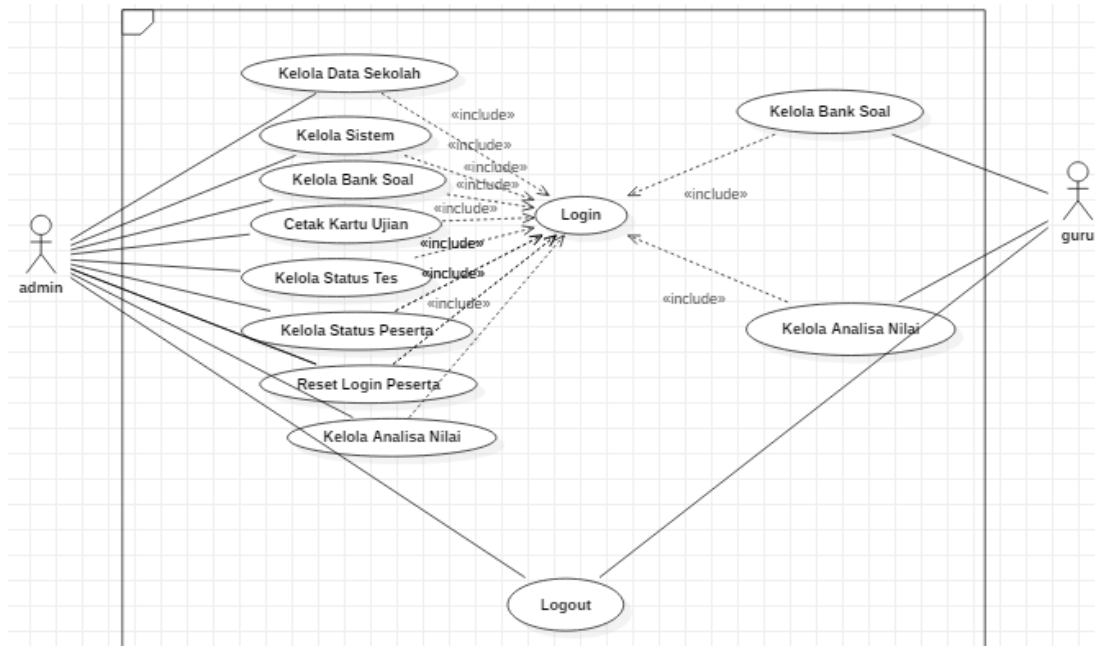 Kelola Data Sekolah
«include»
Kelola Bank Soal
Kelola Sistem
«include»
«include»
Kelola Bank Soal
«include»
«include»
Cetak Kartu Ujian
«include»
Login
guru
«include»
Kelola Status Tes
«include»
admin
«include»
«include»
Kelola Status Peserta
Kelola Analisa Nilai
Reset Login Peserta
Kelola Analisa Nilai
Logout